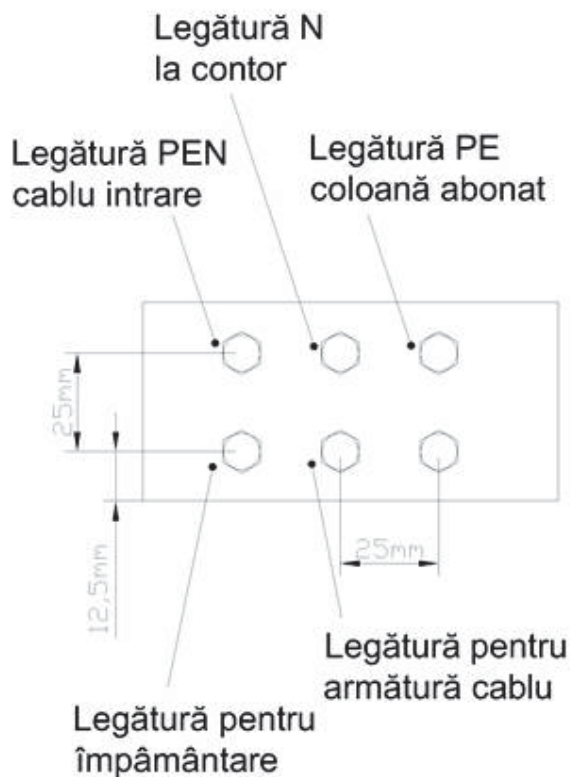 Legătură N
la contor
Legătură PEN
cablu intrare
Legătură PE
coloană abonat
25mm
12,5mm
25mm
Legătură pentru
armătură cablu
Legătură pentru
împâmântare